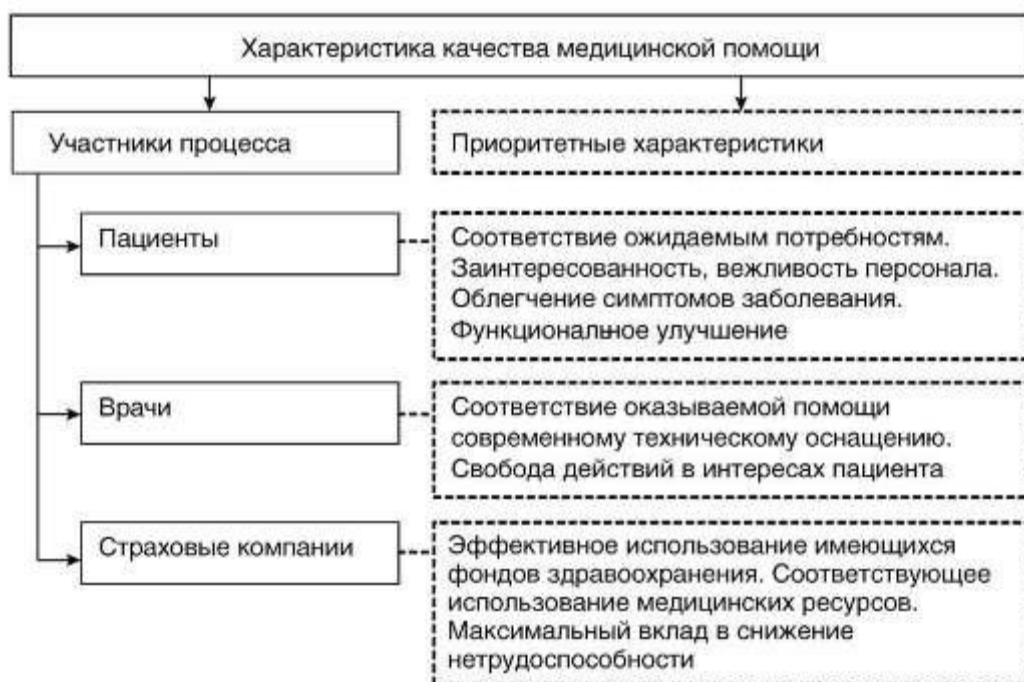 Характеристика качества медицинской помощи
Участники процесса
Приоритетные характеристики
Пациенты
Соответствие ожидаемым потребностям.
Заинтересованность, вежливость персонала.
Облегчение симптомов заболевания.
Функциональное улучшение
Врачи
Соответствие оказываемой помощи
современному техническому оснащению.
Свобода действий в интересах пациента
Страховые компании
Эффективное использование имеющихся
фондов здравоохранения. Соответствующее
использование медицинских ресурсов.
Максимальный вклад в снижение
нетрудоспособности